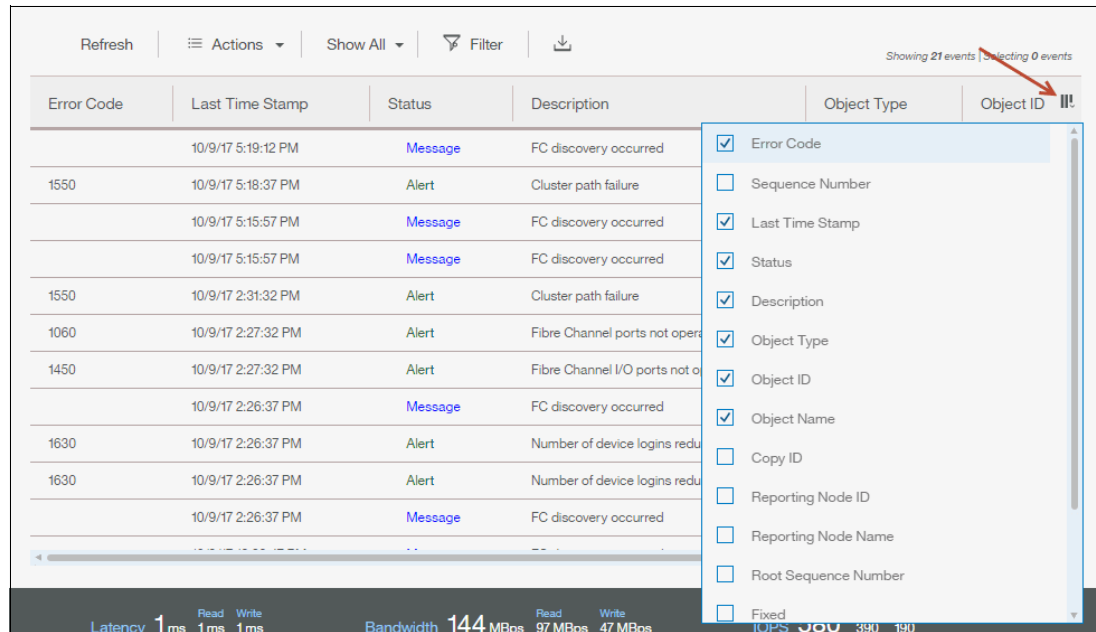 Refresh Actions Show All Filter
Showing 21 events | Selecting 0 events
Error Code Last Time Stamp Status Description Object Type Object ID
10/9/17 5:19:12 PM Message FC discovery occurred
1550 10/9/17 5:18:37 PM Alert Cluster path failure
10/9/17 5:15:57 PM Message FC discovery occurred
10/9/17 5:15:57 PM Message FC discovery occurred
1550 10/9/17 2:31:32 PM Alert Cluster path failure
1060 10/9/17 2:27:32 PM Alert Fibre Channel ports not opera
1450 10/9/17 2:27:32 PM Alert Fibre Channel I/O ports not o
10/9/17 2:26:37 PM Message FC discovery occurred
1630 10/9/17 2:26:37 PM Alert Number of device logins redu
1630 10/9/17 2:26:37 PM Alert Number of device logins redu
10/9/17 2:26:37 PM Message FC discovery occurred
Error Code
Sequence Number
Last Time Stamp
Status
Description
Object Type
Object ID
Object Name
Copy ID
Reporting Node ID
Reporting Node Name
Root Sequence Number
Fixed
Read Write Read Write
Latency 1 ms 1 ms 1 ms Bandwidth 144 MBps 97 MBps 47 MBps IOPS 580 390 190